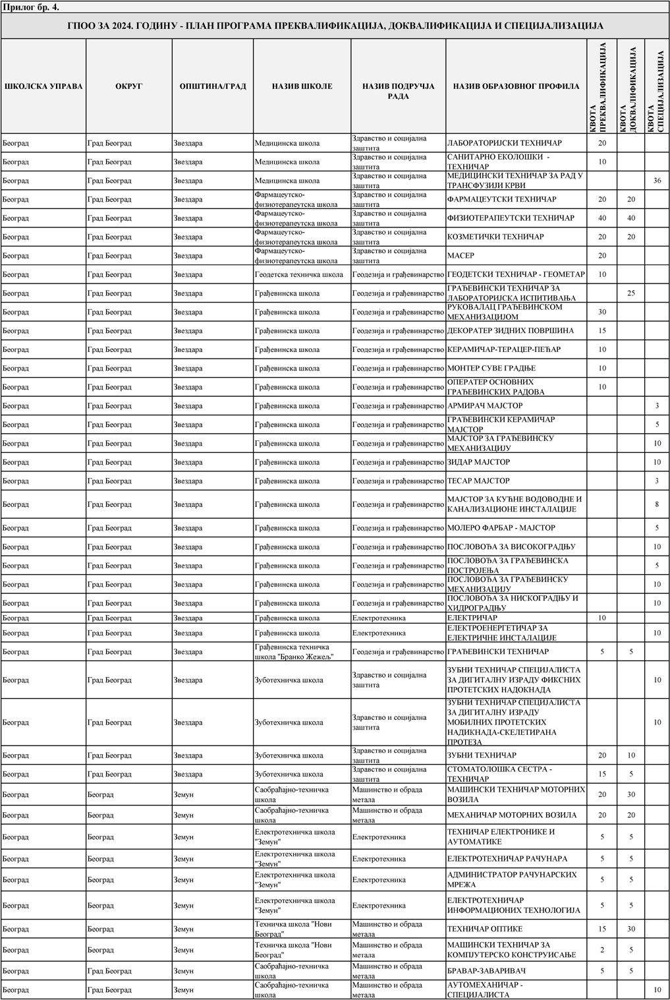 Прилог бр. 4.
ГПОО ЗА 2024. ГОДИНУ - ПЛАН ПРОГРАМА ПРЕКВАЛИФИКАЦИЈА, ДОКВАЛИФИКАЦИЈА И СПЕЦИЈАЛИЗАЦИЈА
ШКОЛСКА УПРАВА ОКРУГ ОПШТИНА/ГРАД НАЗИВ ШКОЛЕ НАЗИВ ПОДРУЧЈА РАДА НАЗИВ ОБРАЗОВНОГ ПРОФИЛА КВОТА ПРЕКВАЛИФИКАЦИЈА КВОТА ДОКВАЛИФИКАЦИЈА КВОТА СПЕЦИЈАЛИЗАЦИЈА
Београд Град Београд Звездара Медицинска школа Здравство и социјална заштита ЛАБОРАТОРИЈСКИ ТЕХНИЧАР 20
Београд Град Београд Звездара Медицинска школа Здравство и социјална заштита САНИТАРНО ЕКОЛОШКИ - ТЕХНИЧАР 10
Београд Град Београд Звездара Медицинска школа Здравство и социјална заштита МЕДИЦИНСКИ ТЕХНИЧАР ЗА РАД У ТРАНСФУЗИЈИ КРВИ 36
Београд Град Београд Звездара Фармацеутско-физиотерапеутска школа Здравство и социјална заштита ФАРМАЦЕУТСКИ ТЕХНИЧАР 20 20
Београд Град Београд Звездара Фармацеутско-физиотерапеутска школа Здравство и социјална заштита ФИЗИОТЕРАПЕУТСКИ ТЕХНИЧАР 40 40
Београд Град Београд Звездара Фармацеутско-физиотерапеутска школа Здравство и социјална заштита КОЗМЕТИЧКИ ТЕХНИЧАР 20 20
Београд Град Београд Звездара Фармацеутско-физиотерапеутска школа Здравство и социјална заштита МАСЕР 20
Београд Град Београд Звездара Геодетска техничка школа Геодезија и грађевинарство ГЕОДЕТСКИ ТЕХНИЧАР - ГЕОМЕТАР 10
Београд Град Београд Звездара Грађевинска школа Геодезија и грађевинарство ГРАЂЕВИНСКИ ТЕХНИЧАР ЗА ЛАБОРАТОРИЈСКА ИСПИТИВАЊА 25
Београд Град Београд Звездара Грађевинска школа Геодезија и грађевинарство РУКОВАЛАЦ ГРАЂЕВИНСКОМ МЕХАНИЗАЦИЈОМ 30
Београд Град Београд Звездара Грађевинска школа Геодезија и грађевинарство ДЕКОРАТЕР ЗИДНИХ ПОВРШИНА 15
Београд Град Београд Звездара Грађевинска школа Геодезија и грађевинарство КЕРАМИЧАР-ТЕРАЦЕР-ПЕЋАР 10
Београд Град Београд Звездара Грађевинска школа Геодезија и грађевинарство МОНТЕР СУВЕ ГРАДЊЕ 10
Београд Град Београд Звездара Грађевинска школа Геодезија и грађевинарство ОПЕРАТЕР ОСНОВНИХ ГРАЂЕВИНСКИХ РАДОВА 10
Београд Град Београд Звездара Грађевинска школа Геодезија и грађевинарство АРМИРАЧ МАЈСТОР 3
Београд Град Београд Звездара Грађевинска школа Геодезија и грађевинарство ГРАЂЕВИНСКИ КЕРАМИЧАР МАЈСТОР 5
Београд Град Београд Звездара Грађевинска школа Геодезија и грађевинарство МАЈСТОР ЗА ГРАЂЕВИНСКУ МЕХАНИЗАЦИЈУ 10
Београд Град Београд Звездара Грађевинска школа Геодезија и грађевинарство ЗИДАР МАЈСТОР 10
Београд Град Београд Звездара Грађевинска школа Геодезија и грађевинарство ТЕСАР МАЈСТОР 3
Београд Град Београд Звездара Грађевинска школа Геодезија и грађевинарство МАЈСТОР ЗА КУЋНЕ ВОДОВОДНЕ И КАНАЛИЗАЦИОНЕ ИНСТАЛАЦИЈЕ 8
Београд Град Београд Звездара Грађевинска школа Геодезија и грађевинарство МОЛЕРО ФАРБАР - МАЈСТОР 5
Београд Град Београд Звездара Грађевинска школа Геодезија и грађевинарство ПОСЛОВОЂА ЗА ВИСОКОГРАДЊУ 10
Београд Град Београд Звездара Грађевинска школа Геодезија и грађевинарство ПОСЛОВОЂА ЗА ГРАЂЕВИНСКА ПОСТРОЈЕЊА 5
Београд Град Београд Звездара Грађевинска школа Геодезија и грађевинарство ПОСЛОВОЂА ЗА ГРАЂЕВИНСКУ МЕХАНИЗАЦИЈУ 10
Београд Град Београд Звездара Грађевинска школа Геодезија и грађевинарство ПОСЛОВОЂА ЗА НИСКОГРАДЊУ И ХИДРОГРАДЊУ 10
Београд Град Београд Звездара Грађевинска школа Електротехника ЕЛЕКТРИЧАР 10
Београд Град Београд Звездара Грађевинска школа Електротехника ЕЛЕКТРОЕНЕРГЕТИЧАР ЗА ЕЛЕКТРИЧНЕ ИНСТАЛАЦИЈЕ 10
Београд Град Београд Звездара Грађевинска техничка школа "Бранко Жежељ" Геодезија и грађевинарство ГРАЂЕВИНСКИ ТЕХНИЧАР 5 5
Београд Град Београд Звездара Зуботехничка школа Здравство и социјална заштита ЗУБНИ ТЕХНИЧАР СПЕЦИЈАЛИСТА ЗА ДИГИТАЛНУ ИЗРАДУ ФИКСНИХ ПРОТЕТСКИХ НАДОКНАДА 10
Београд Град Београд Звездара Зуботехничка школа Здравство и социјална заштита ЗУБНИ ТЕХНИЧАР СПЕЦИЈАЛИСТА ЗА ДИГИТАЛНУ ИЗРАДУ МОБИЛНИХ ПРОТЕТСКИХ НАДИКНАДА-СКЕЛЕТИРАНА ПРОТЕЗА 10
Београд Град Београд Звездара Зуботехничка школа Здравство и социјална заштита ЗУБНИ ТЕХНИЧАР 20 10
Београд Град Београд Звездара Зуботехничка школа Здравство и социјална заштита СТОМАТОЛОШКА СЕСТРА - ТЕХНИЧАР 15 5
Београд Београд Земун Саобраћајно-техничка школа Машинство и обрада метала МАШИНСКИ ТЕХНИЧАР МОТОРНИХ ВОЗИЛА 20 30
Београд Београд Земун Саобраћајно-техничка школа Машинство и обрада метала МЕХАНИЧАР МОТОРНИХ ВОЗИЛА 20 20
Београд Београд Земун Електротехничка школа "Земун" Електротехника ТЕХНИЧАР ЕЛЕКТРОНИКЕ И АУТОМАТИКЕ 5 5
Београд Београд Земун Електротехничка школа "Земун" Електротехника ЕЛЕКТРОТЕХНИЧАР РАЧУНАРА 5 5
Београд Београд Земун Електротехничка школа "Земун" Електротехника АДМИНИСТРАТОР РАЧУНАРСКИХ МРЕЖА 5 5
Београд Београд Земун Електротехничка школа "Земун" Електротехника ЕЛЕКТРОТЕХНИЧАР ИНФОРМАЦИОНИХ ТЕХНОЛОГИЈА 5 5
Београд Београд Земун Техничка школа "Нови Београд" Машинство и обрада метала ТЕХНИЧАР ОПТИКЕ 15 30
Београд Београд Земун Техничка школа "Нови Београд" Машинство и обрада метала МАШИНСКИ ТЕХНИЧАР ЗА КОМПЈУТЕРСКО КОНСТРУИСАЊЕ 2 5
Београд Град Београд Земун Саобраћајно-техничка школа Машинство и обрада метала БРАВАР-ЗАВАРИВАЧ 5 5
Београд Град Београд Земун Саобраћајно-техничка школа Машинство и обрада метала АУТОМЕХАНИЧАР - СПЕЦИЈАЛИСТА 10